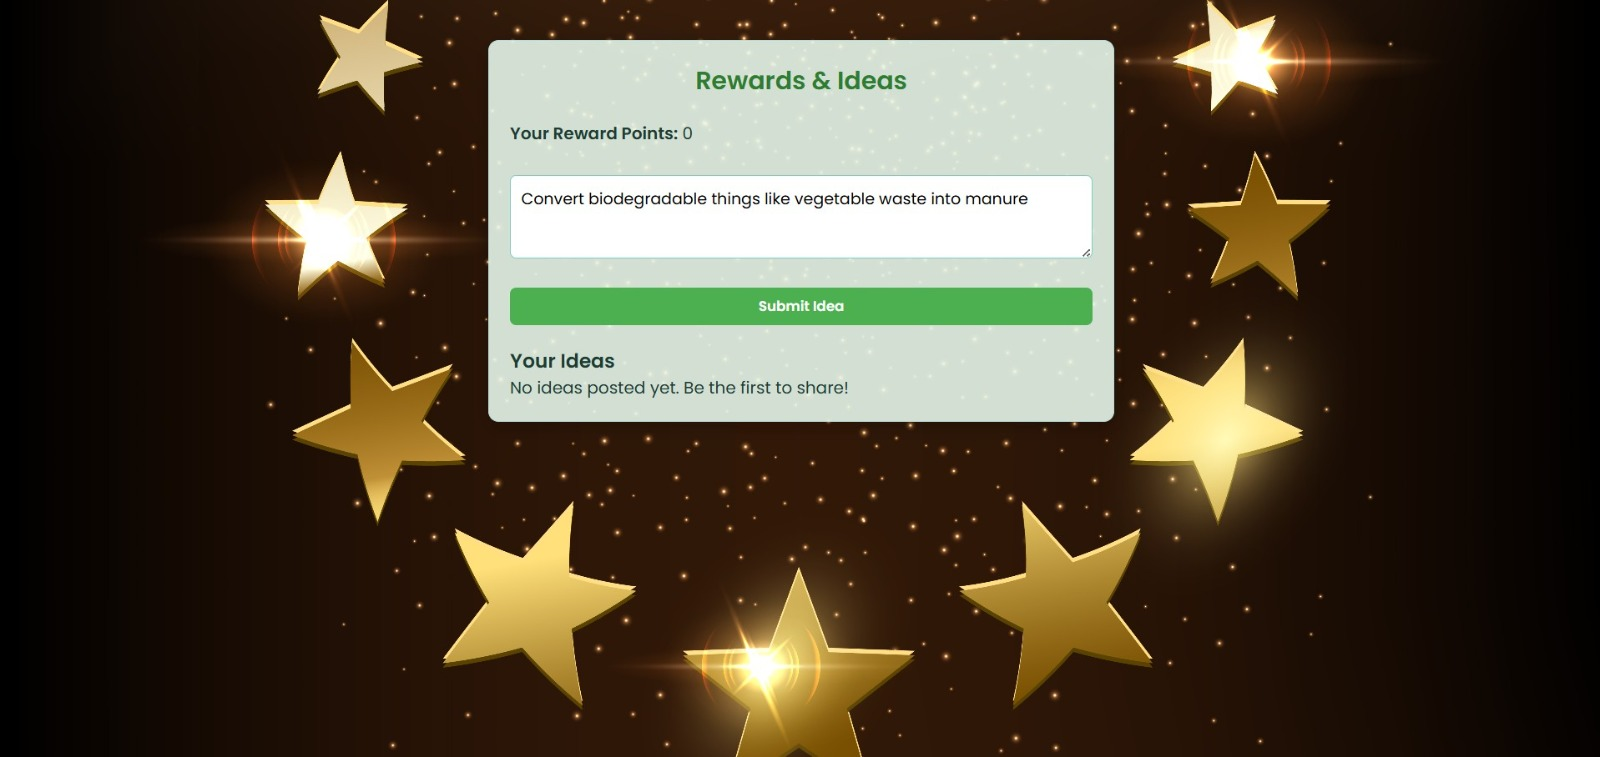 Rewards & Ideas
Your Reward Points: 0
Convert biodegradable things like vegetable waste into manure
Submit Idea
Your Ideas
No ideas posted yet. Be the first to share!